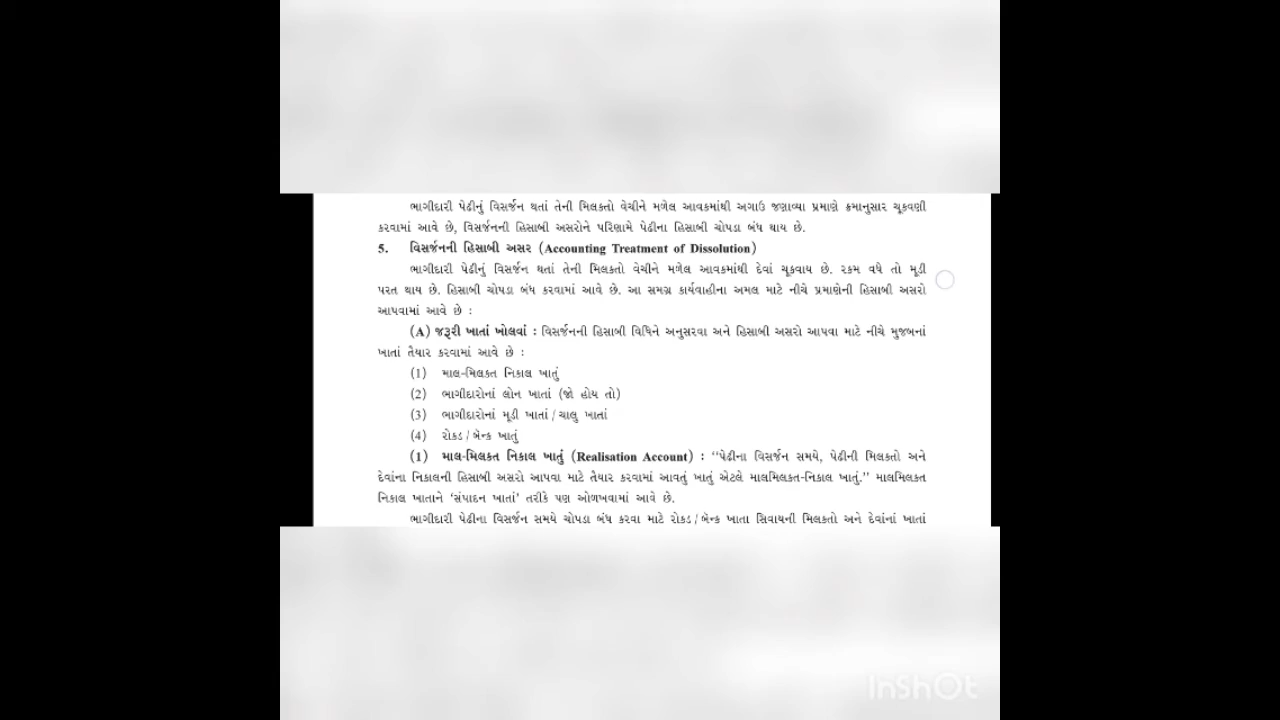 ભાગીદારી પેઢીનું વિસર્જન થતાં તેની મિલકતો વેચીને મળેલ આવકમાંથી અગાઉ જણાવ્યા પ્રમાણે ક્રમાનુસાર ચૂકવણી
કરવામાં આવે છે, વિસર્જનની હિસાબી અસરોને પરિણામે પેઢીના હિસાબી ચોપડા બંધ થાય છે.
5. વિસર્જનની હિસાબી અસર (Accounting Treatment of Dissolution)
ભાગીદારી પેઢીનું વિસર્જન થતાં તેની મિલકતો વેચીને મળેલ આવકમાંથી દેવાં ચૂકવાય છે. રકમ વધે તો મૂડી
પરત થાય છે. હિસાબી ચોપડા બંધ કરવામાં આવે છે. આ સમગ્ર કાર્યવાહીના અમલ માટે નીચે પ્રમાણેની હિસાબી અસરો
આપવામાં આવે છે :
(A) જરૂરી ખાતાં ખોલવાં : વિસર્જનની હિસાબી વિધિને અનુસરવા અને હિસાબી અસરો આપવા માટે નીચે મુજબનાં
ખાતાં તૈયાર કરવામાં આવે છે :
(1) માલ-મિલકત નિકાલ ખાતું
(2) ભાગીદારોનાં લોન ખાતાં (જો હોય તો)
(3) ભાગીદારોનાં મૂડી ખાતાં / ચાલુ ખાતાં
(4) રોકડ / બૅન્ક ખાતું
(1) માલ-મિલકત નિકાલ ખાતું (Realisation Account) : ‘‘પેઢીના વિસર્જન સમયે, પેઢીની મિલકતો અને
દેવાંના નિકાલની હિસાબી અસરો આપવા માટે તૈયાર કરવામાં આવતું ખાતું એટલે માલમિલકત-નિકાલ ખાતું.’’ માલમિલકત
નિકાલ ખાતાને ‘સંપાદન ખાતાં’ તરીકે પણ ઓળખવામાં આવે છે.
ભાગીદારી પેઢીના વિસર્જન સમયે ચોપડા બંધ કરવા માટે રોકડ / બૅન્ક ખાતા સિવાયની મિલકતો અને દેવાંનાં ખાતાં
InShOt